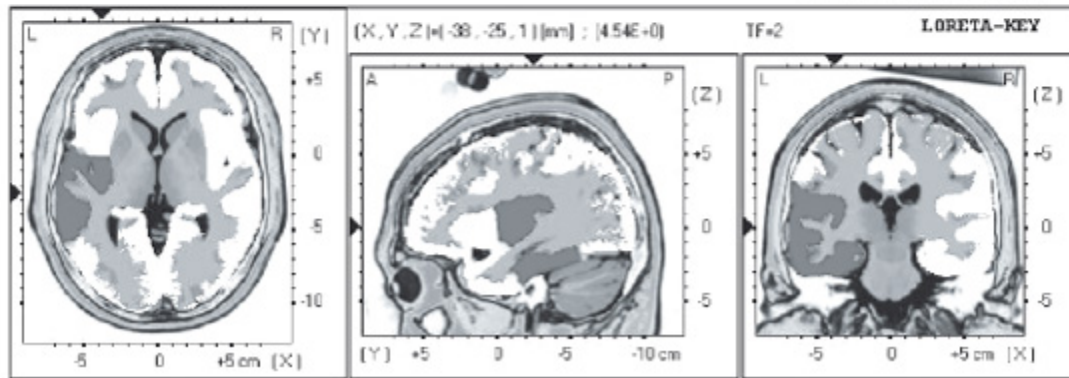 L R (Y)
+5
0
-5
-10
-5 0 +5 cm (X)
(X,Y,Z)=(-38,-25,1)[mm] ; (4.54E+0) TF=2 LORETA-KEY
A P (Z)
+5
0
-5
(Y) +5 0 -5 -10 cm
L R (Z)
+5
0
-5
-5 0 +5 cm (X)